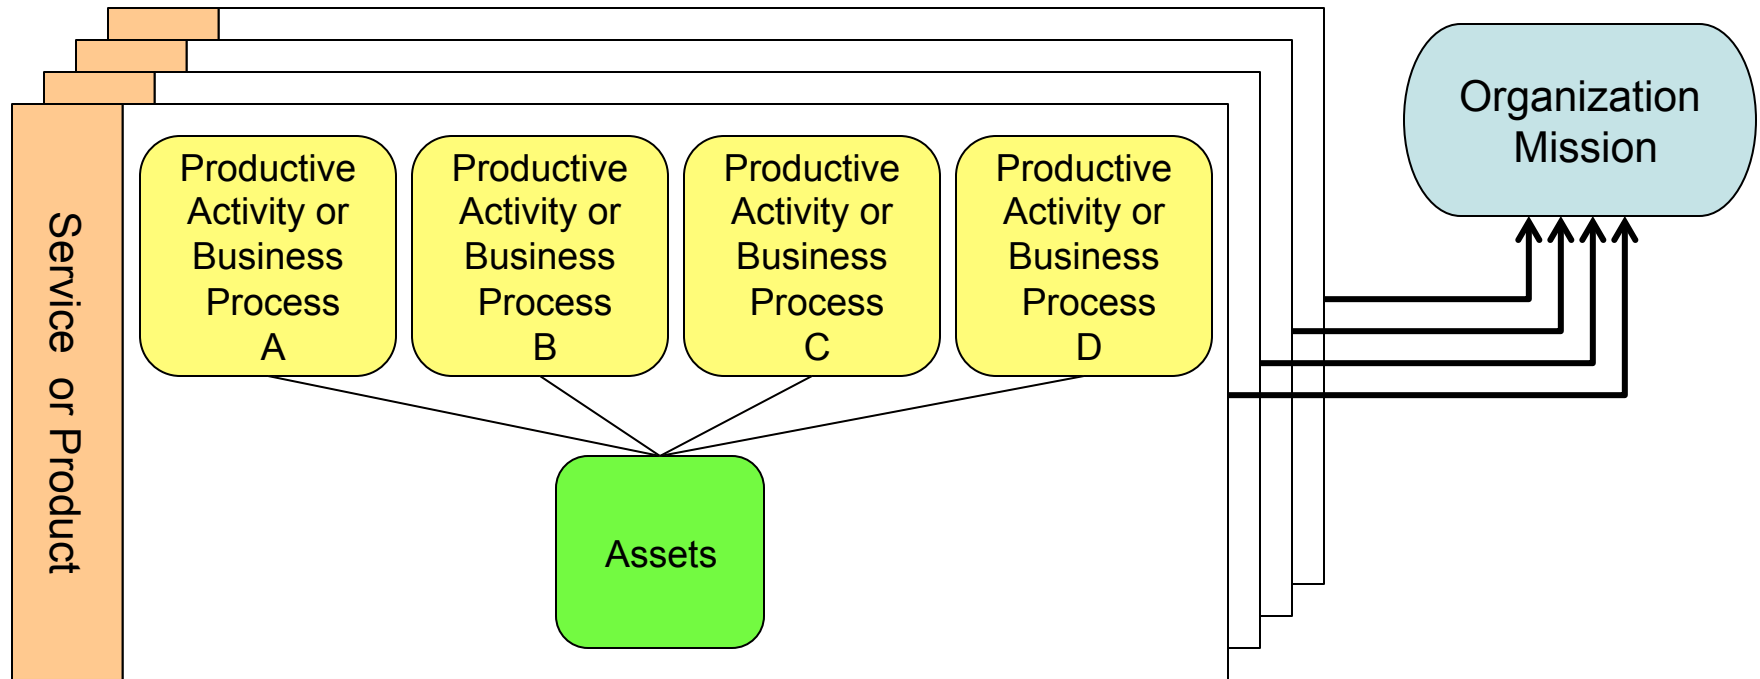 Service or Product
Productive
Activity or
Business
Process
A
Productive
Activity or
Business
Process
B
Productive
Activity or
Business
Process
C
Productive
Activity or
Business
Process
D
Assets
Organization
Mission